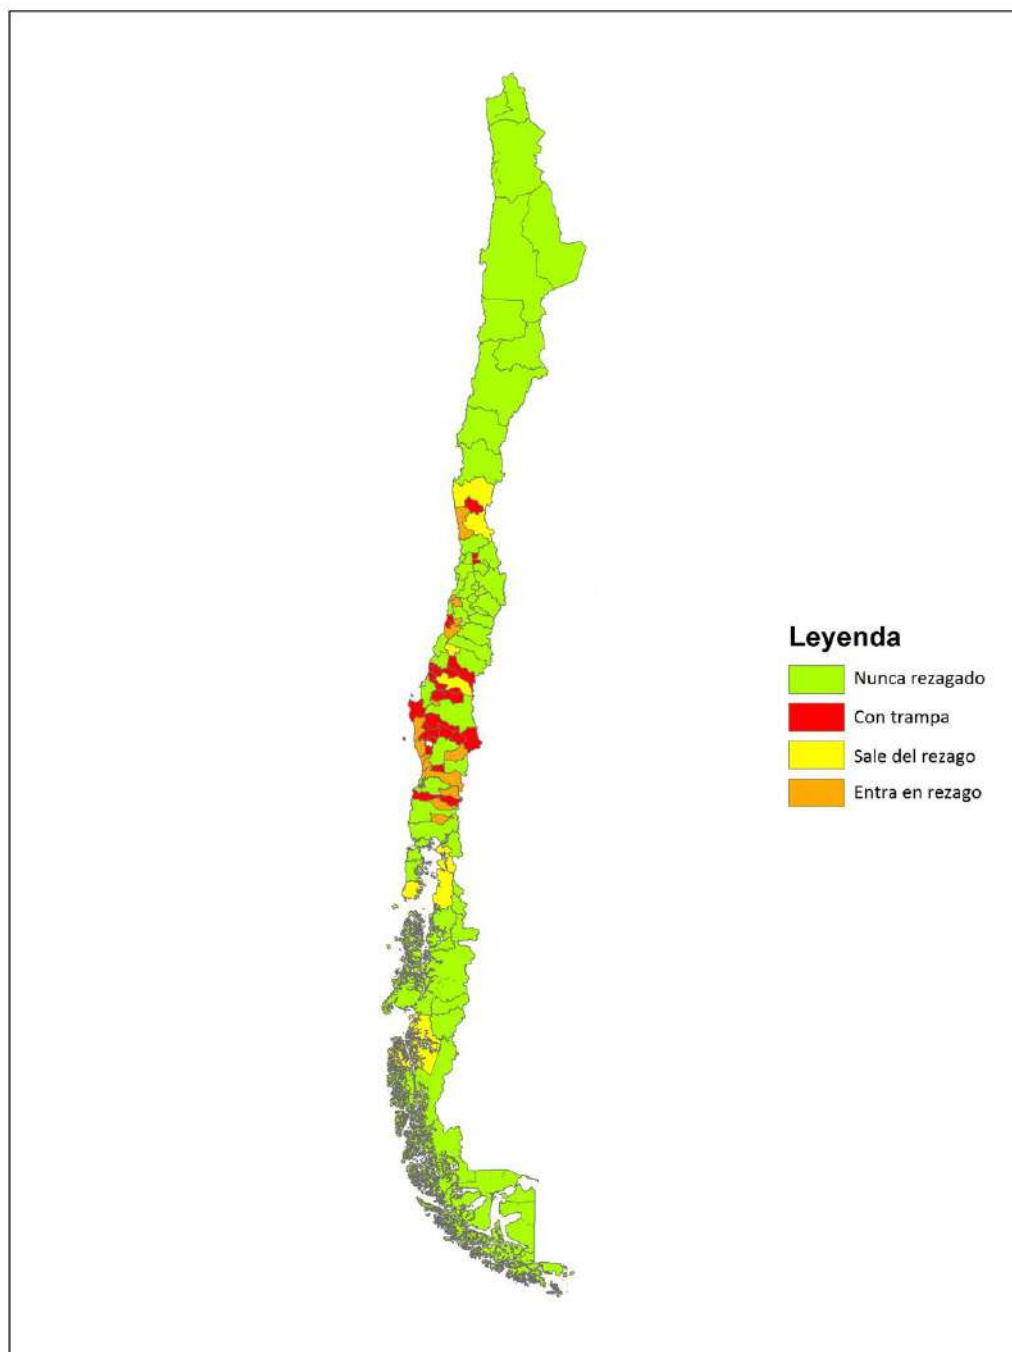 Leyenda
Nunca rezagado
Con trampa
Sale del rezago
Entra en rezago